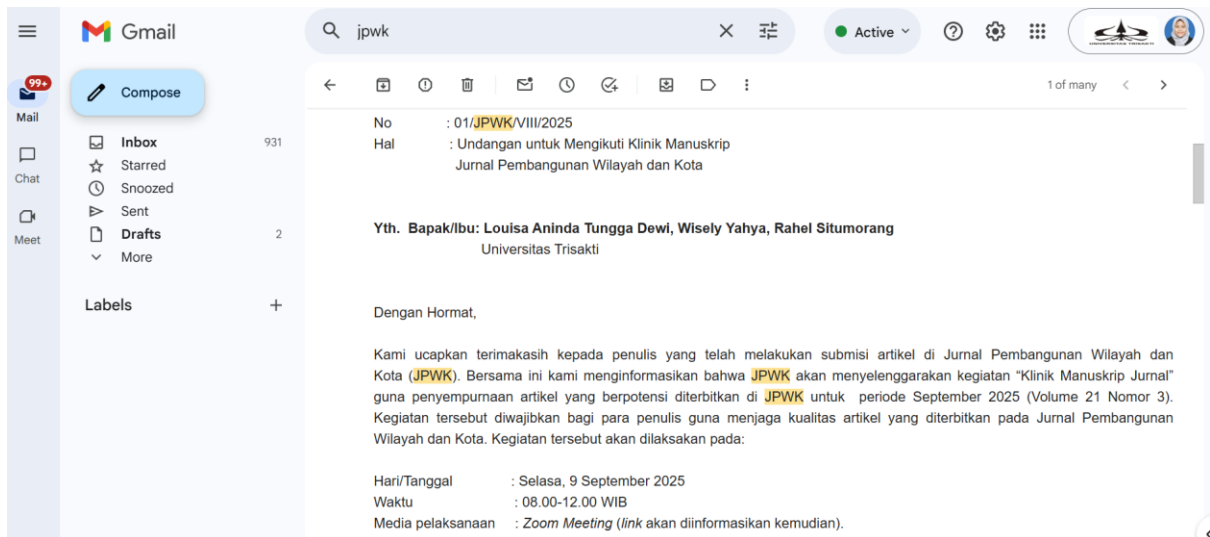 Gmail
jpwk
Active
99+
Mail
Compose
1 of many
Chat
Meet
Inbox 931
Starred
Snoozed
Sent
Drafts 2
More
Labels
No : 01/JPWK/VIII/2025
Hal : Undangan untuk Mengikuti Klinik Manuskrip
Jurnal Pembangunan Wilayah dan Kota
Yth. Bapak/Ibu: Louisa Aninda Tungga Dewi, Wisely Yahya, Rahel Situmorang
Universitas Trisakti
Dengan Hormat,
Kami ucapkan terimakasih kepada penulis yang telah melakukan submisi artikel di Jurnal Pembangunan Wilayah dan
Kota (JPWK). Bersama ini kami menginformasikan bahwa JPWK akan menyelenggarakan kegiatan “Klinik Manuskrip Jurnal”
guna penyempurnaan artikel yang berpotensi diterbitkan di JPWK untuk periode September 2025 (Volume 21 Nomor 3).
Kegiatan tersebut diwajibkan bagi para penulis guna menjaga kualitas artikel yang diterbitkan pada Jurnal Pembangunan
Wilayah dan Kota. Kegiatan tersebut akan dilaksanakan pada:
Hari/Tanggal : Selasa, 9 September 2025
Waktu : 08.00-12.00 WIB
Media pelaksanaan : Zoom Meeting (link akan diinformasikan kemudian).